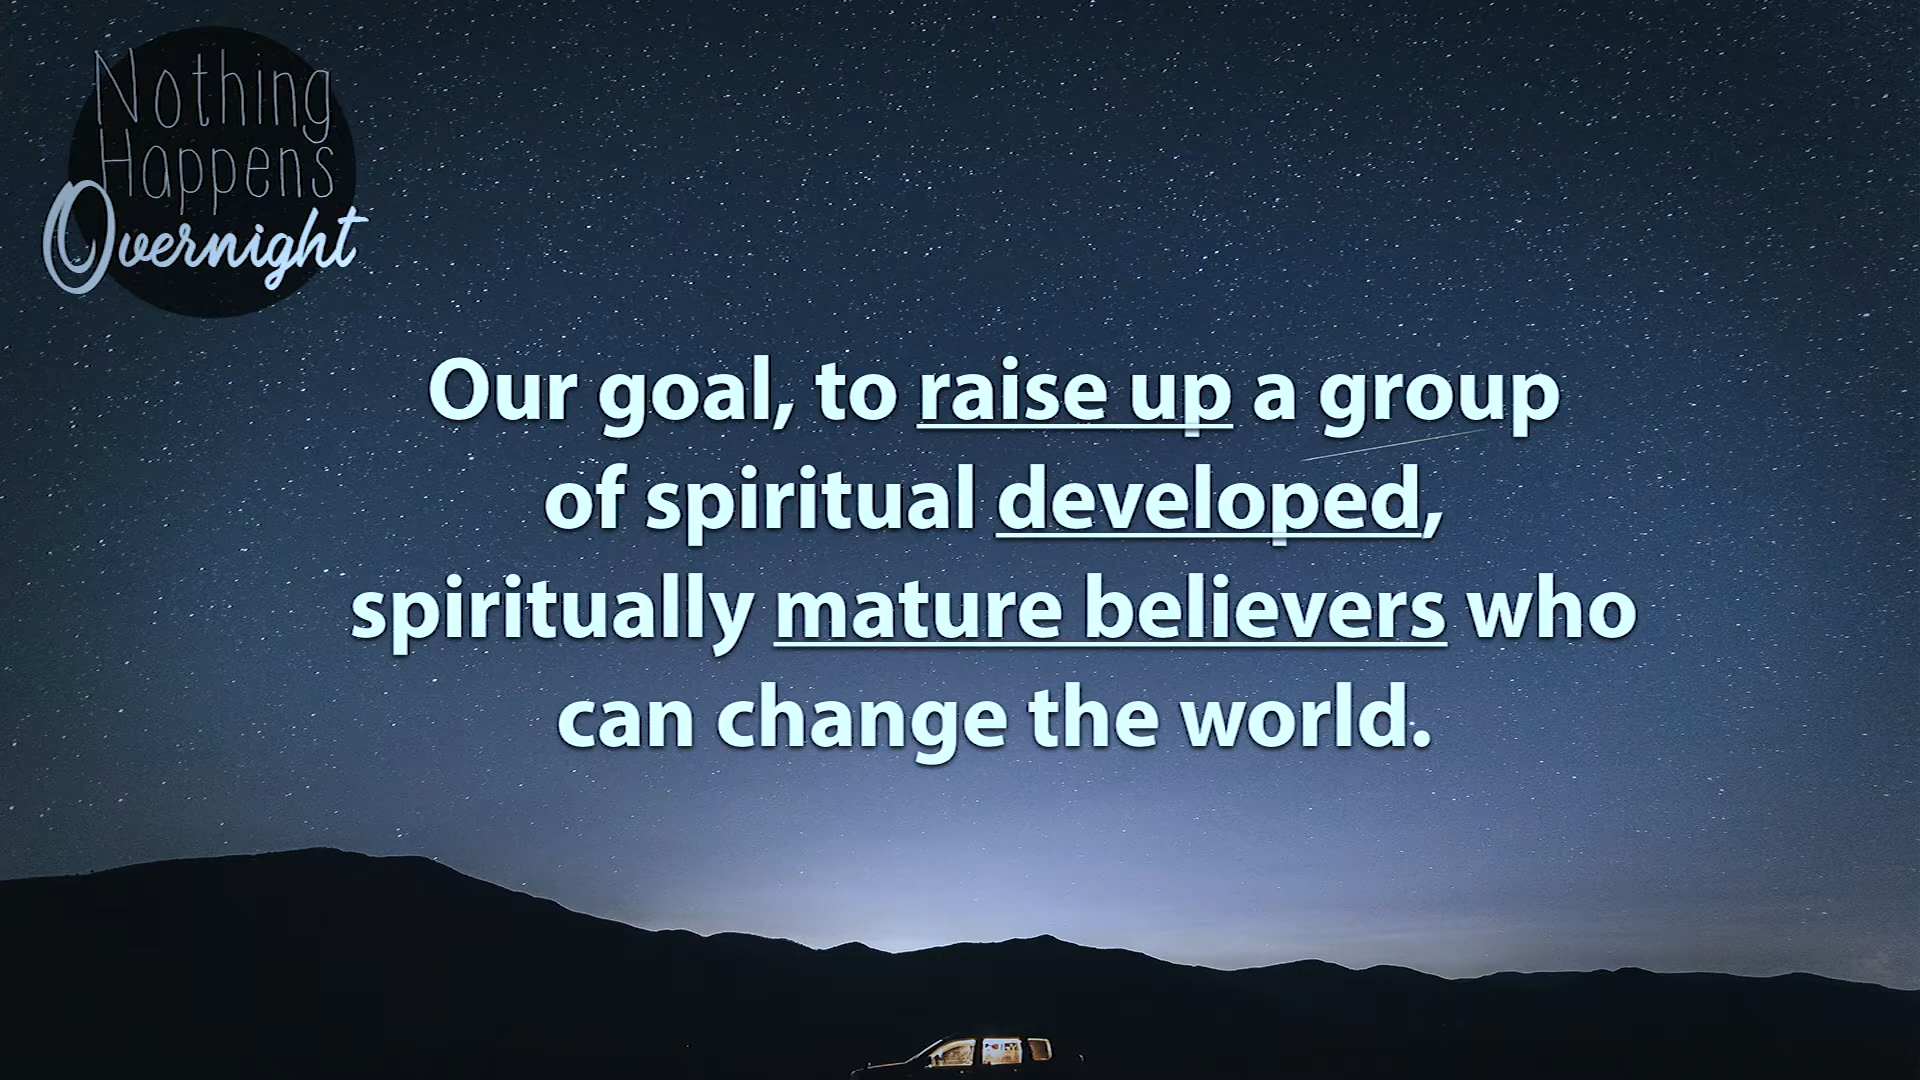 Nothing
Happens
Overnight
Our goal, to raise up a group
of spiritual developed,
spiritually mature believers who
can change the world.